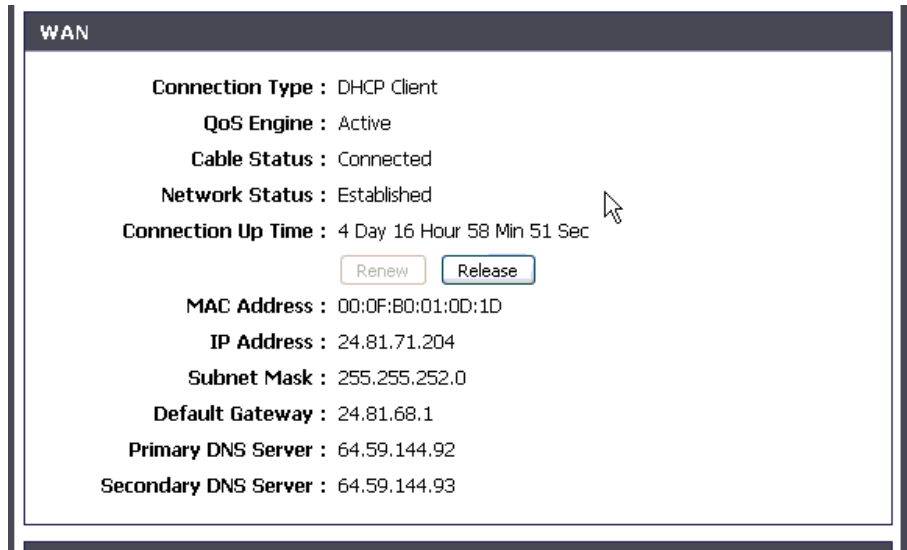 WAN
Connection Type : DHCP Client
QoS Engine : Active
Cable Status : Connected
Network Status : Established
Connection Up Time : 4 Day 16 Hour 58 Min 51 Sec
Renew Release
MAC Address : 00:0F:B0:01:0D:1D
IP Address : 24.81.71.204
Subnet Mask : 255.255.252.0
Default Gateway : 24.81.68.1
Primary DNS Server : 64.59.144.92
Secondary DNS Server : 64.59.144.93